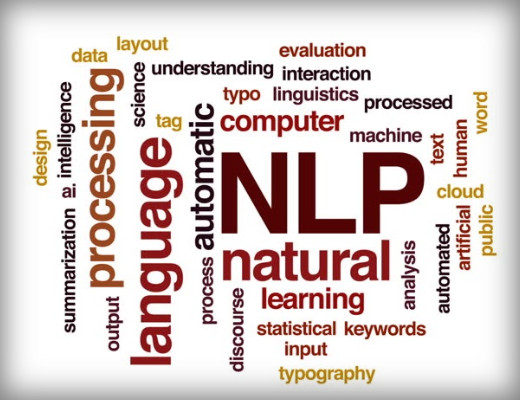 layout
data
evaluation
understanding
interaction
science
intelligence
processing
typo
linguistics
processed
word
design
tag
automatic
computer
machine
text
human
language
NLP
ai
cloud
public
artificial
summarization
natural
analysis
automated
process
learning
output
discourse
statistical
keywords
input
typography